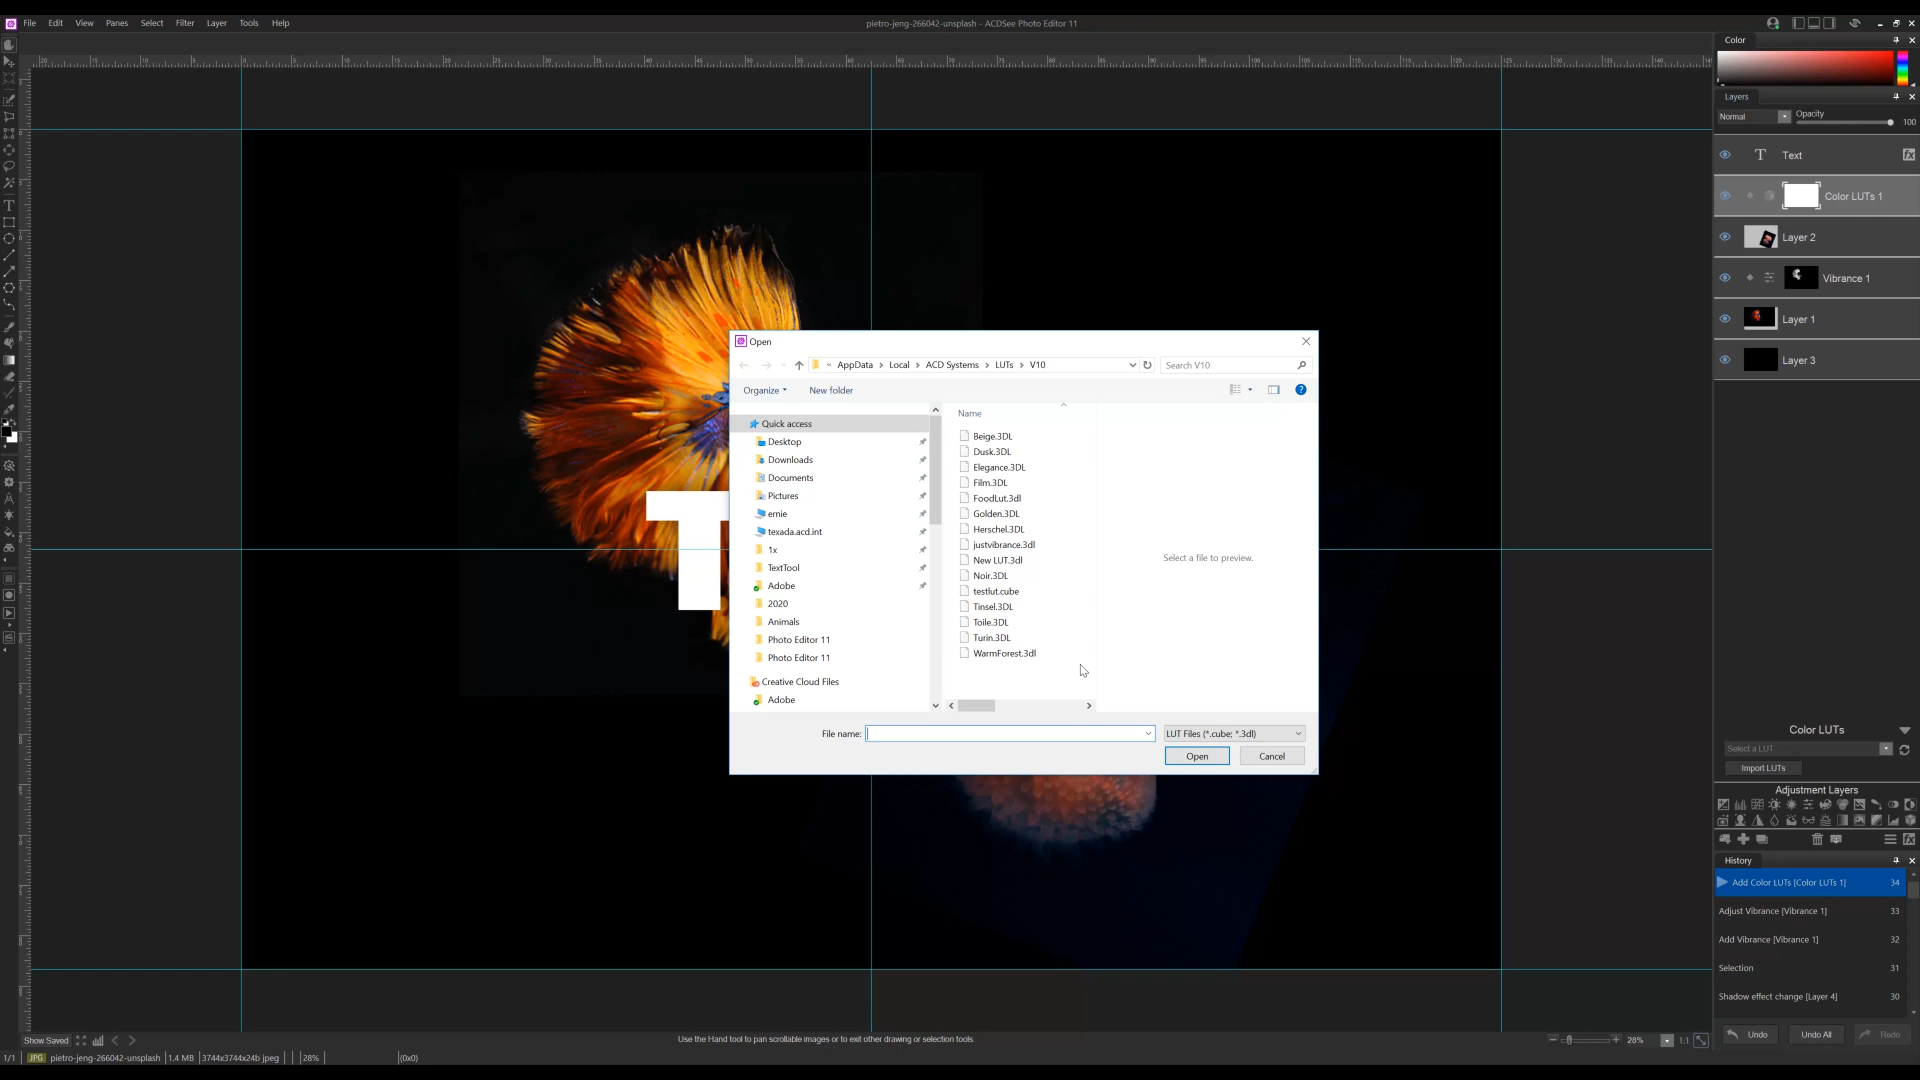 File Edit View Panes Select Filter Layer Tools Help
pietro-jeng-266042-unsplash - ACDSee Photo Editor 11
Color
Layers
Normal
Opacity
100
T Text
Color LUTs 1
Layer 2
Vibrance 1
Layer 1
Layer 3
T
Open
« AppData > Local > ACD Systems > LUTs > V10
Search V10
Organize
New folder
Quick access
Desktop
Downloads
Documents
Pictures
ernie
texada.acd.int
1x
TextTool
Adobe
2020
Animals
Photo Editor 11
Photo Editor 11
Creative Cloud Files
Adobe
Name
Beige.3DL
Dusk.3DL
Elegance.3DL
Film.3DL
FoodLut.3dl
Golden.3DL
Herschel.3DL
justvibrance.3dl
New LUT.3dl
Noir.3DL
testlut.cube
Tinsel.3DL
Toile.3DL
Turin.3DL
WarmForest.3dl
Select a file to preview.
File name:
LUT Files (*.cube; *.3dl)
Open
Cancel
Color LUTs
Select a LUT
Import LUTs
Adjustment Layers
History
Add Color LUTs [Color LUTs 1] 34
Adjust Vibrance [Vibrance 1] 33
Add Vibrance [Vibrance 1] 32
Selection 31
Shadow effect change [Layer 4] 30
Undo
Undo All
Redo
Show Saved
Use the Hand tool to pan scrollable images or to exit other drawing or selection tools.
28%
1:1
1/1 JPG pietro-jeng-266042-unsplash 1.4 MB 3744x3744x24b jpeg 28% (0x0)